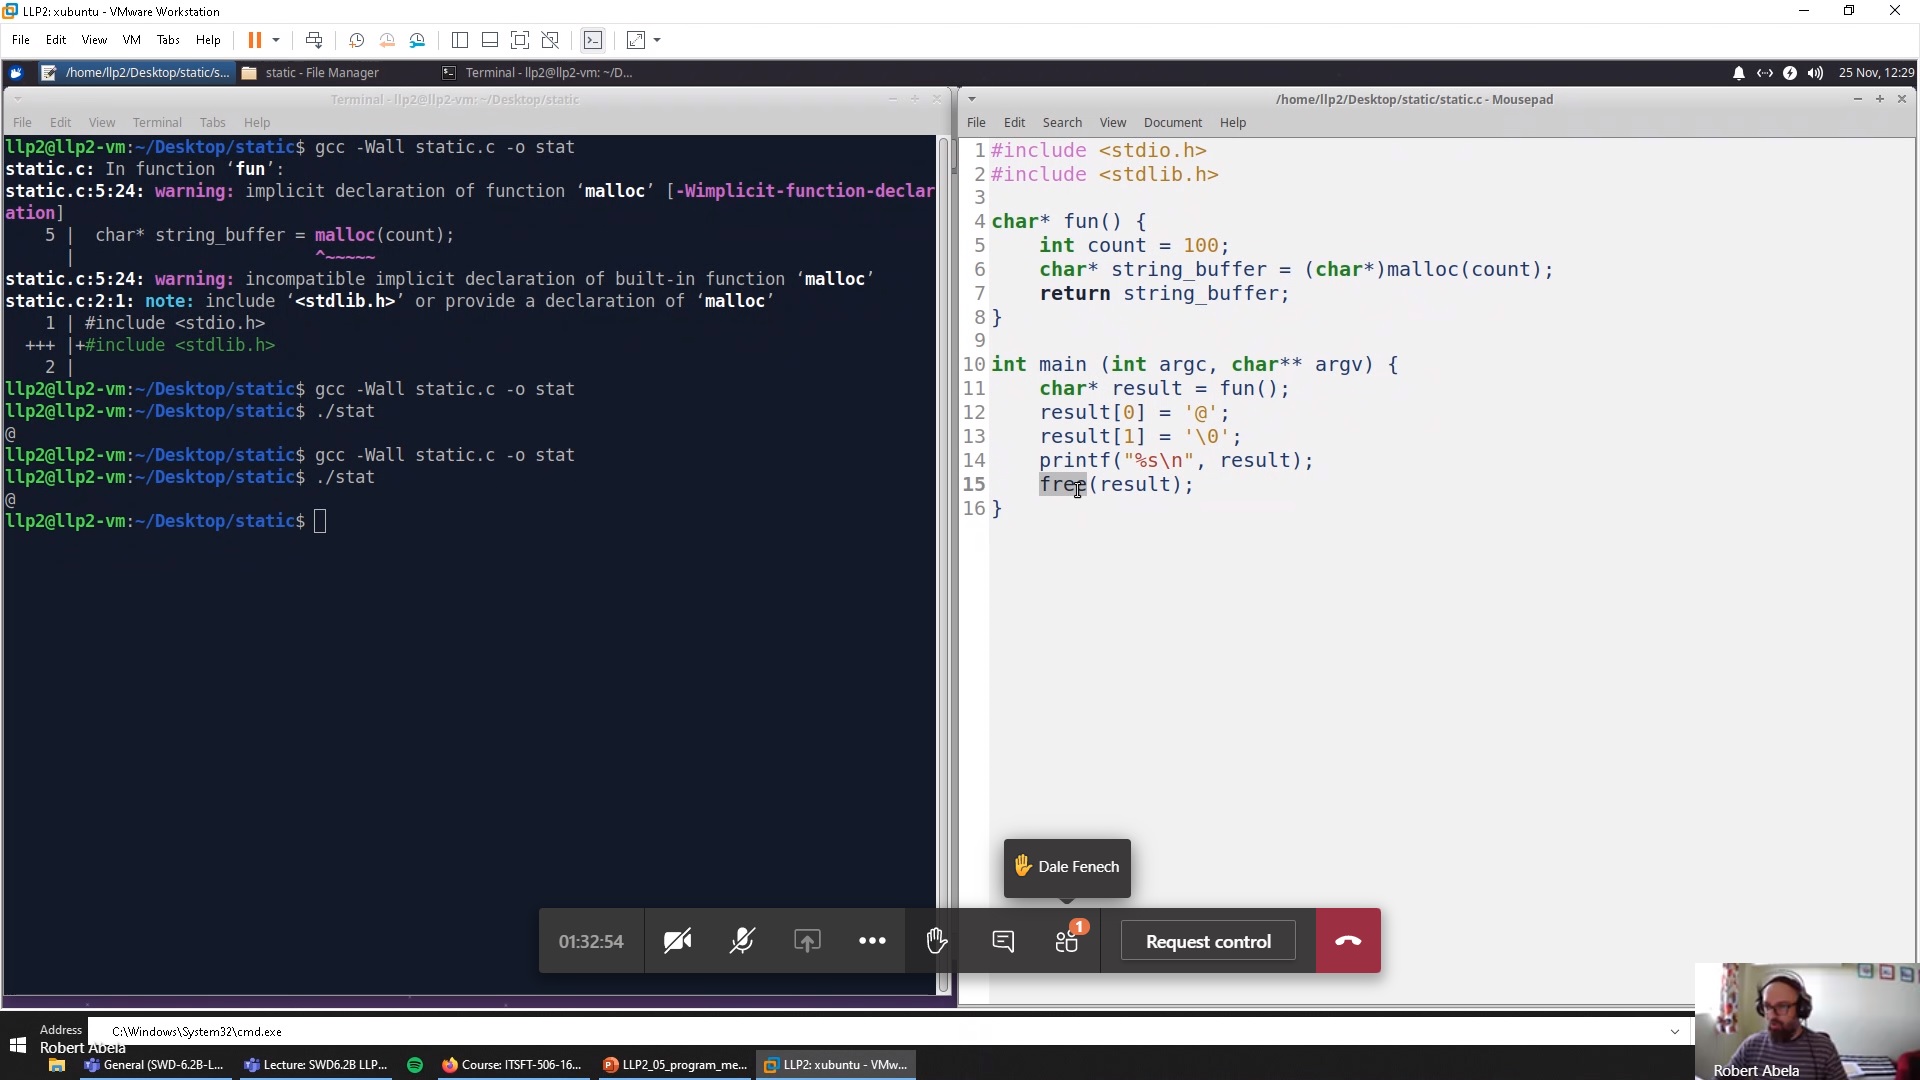 LLP2: xubuntu - VMware Workstation
File Edit View VM Tabs Help
/home/llp2/Desktop/static/s... static - File Manager Terminal - llp2@llp2-vm: ~/D... 25 Nov, 12:29
Terminal - llp2@llp2-vm: ~/Desktop/static
File Edit View Terminal Tabs Help
llp2@llp2-vm:~/Desktop/static$ gcc -Wall static.c -o stat
static.c: In function ‘fun’:
static.c:5:24: warning: implicit declaration of function ‘malloc’ [-Wimplicit-function-declar
ation]
5 | char* string_buffer = malloc(count);
| ^~~~~~
static.c:5:24: warning: incompatible implicit declaration of built-in function ‘malloc’
static.c:2:1: note: include ‘<stdlib.h>’ or provide a declaration of ‘malloc’
1 | #include <stdio.h>
+++ |+#include <stdlib.h>
2 |
llp2@llp2-vm:~/Desktop/static$ gcc -Wall static.c -o stat
llp2@llp2-vm:~/Desktop/static$ ./stat
@
llp2@llp2-vm:~/Desktop/static$ gcc -Wall static.c -o stat
llp2@llp2-vm:~/Desktop/static$ ./stat
@
llp2@llp2-vm:~/Desktop/static$
/home/llp2/Desktop/static/static.c - Mousepad
File Edit Search View Document Help
1 #include <stdio.h>
2 #include <stdlib.h>
3
4 char* fun() {
5 int count = 100;
6 char* string_buffer = (char*)malloc(count);
7 return string_buffer;
8 }
9
10 int main (int argc, char** argv) {
11 char* result = fun();
12 result[0] = '@';
13 result[1] = '\0';
14 printf("%s\n", result);
15 free(result);
16 }
Dale Fenech
01:32:54 1 Request control
Address C:\Windows\System32\cmd.exe
Robert Abela
General (SWD-6.2B-L... Lecture: SWD6.2B LLP... Course: ITSFT-506-16... LLP2_05_program_me... LLP2: xubuntu - VMw...
Robert Abela